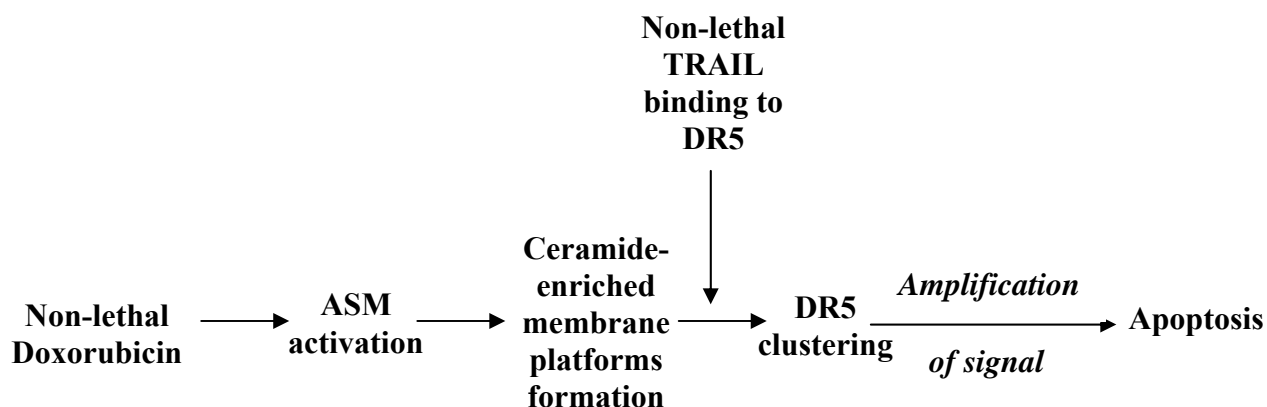 Non-lethal
TRAIL
binding to
DR5
Non-lethal
Doxorubicin
ASM
activation
Ceramide-
enriched
membrane
platforms
formation
DR5
clustering
Amplification
of signal
Apoptosis